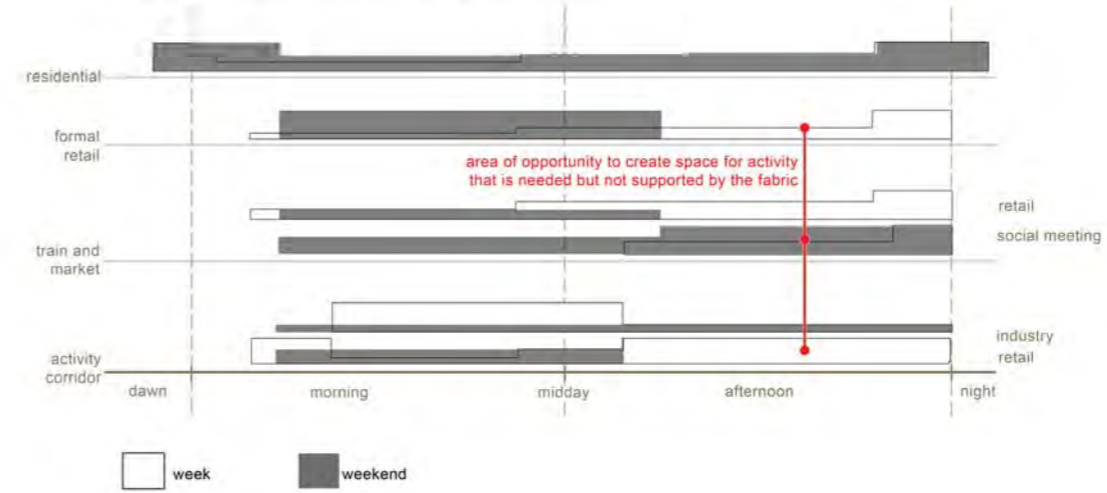 residential
formal
retail
area of opportunity to create space for activity
that is needed but not supported by the fabric
retail
social meeting
train and
market
industry
retail
activity
corridor
dawn morning midday afternoon night
week weekend